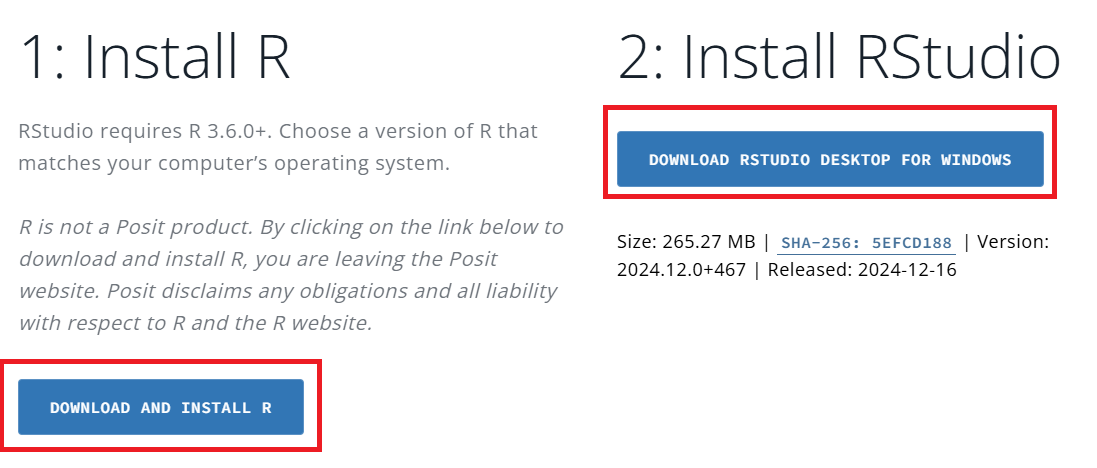 1: Install R
RStudio requires R 3.6.0+. Choose a version of R that
matches your computer's operating system.
R is not a Posit product. By clicking on the link below to
download and install R, you are leaving the Posit
website. Posit disclaims any obligations and all liability
with respect to R and the R website.
DOWNLOAD AND INSTALL R
2: Install RStudio
DOWNLOAD RSTUDIO DESKTOP FOR WINDOWS
Size: 265.27 MB | SHA-256: 5EFCD188 | Version:
2024.12.0+467 | Released: 2024-12-16